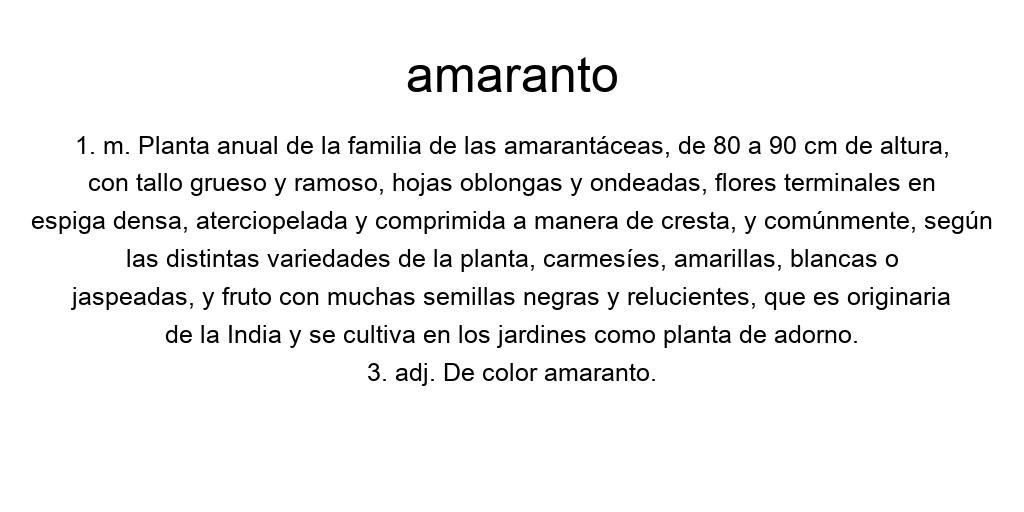 amaranto
1. m. Planta anual de la familia de las amarantáceas, de 80 a 90 cm de altura,
con tallo grueso y ramoso, hojas oblongas y ondeadas, flores terminales en
espiga densa, aterciopelada y comprimida a manera de cresta, y comúnmente, según
las distintas variedades de la planta, carmesíes, amarillas, blancas o
jaspeadas, y fruto con muchas semillas negras y relucientes, que es originaria
de la India y se cultiva en los jardines como planta de adorno.
3. adj. De color amaranto.